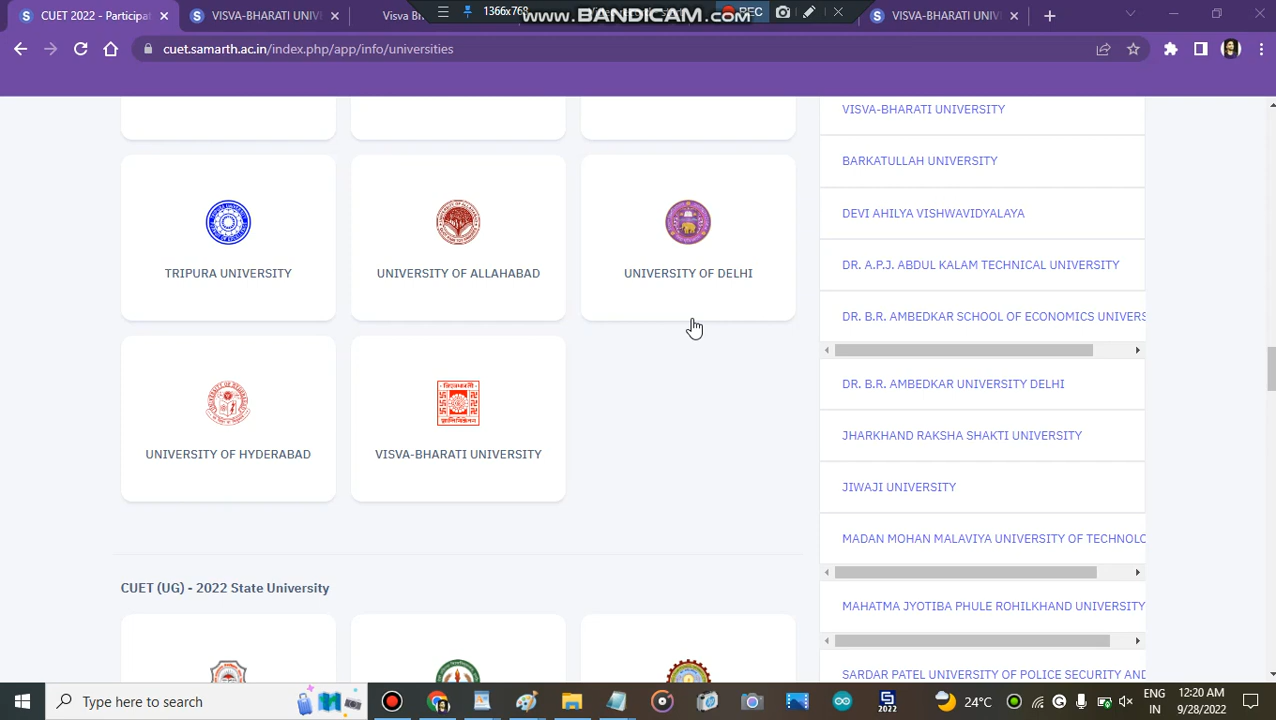 CUET 2022 - Participat
VISVA-BHARATI UNIV
Visva B
1366x768
www.BANDICAM.com
REC
VISVA-BHARATI UNIV
cuet.samarth.ac.in/index.php/app/info/universities
VISVA-BHARATI UNIVERSITY
BARKATULLAH UNIVERSITY
DEVI AHILYA VISHWAVIDYALAYA
DR. A.P.J. ABDUL KALAM TECHNICAL UNIVERSITY
DR. B.R. AMBEDKAR SCHOOL OF ECONOMICS UNIVERS
DR. B.R. AMBEDKAR UNIVERSITY DELHI
JHARKHAND RAKSHA SHAKTI UNIVERSITY
JIWAJI UNIVERSITY
MADAN MOHAN MALAVIYA UNIVERSITY OF TECHNOLO
MAHATMA JYOTIBA PHULE ROHILKHAND UNIVERSITY
SARDAR PATEL UNIVERSITY OF POLICE SECURITY AND
TRIPURA UNIVERSITY
UNIVERSITY OF ALLAHABAD
UNIVERSITY OF DELHI
UNIVERSITY OF HYDERABAD
VISVA-BHARATI UNIVERSITY
CUET (UG) - 2022 State University
Type here to search
2022
24°C
ENG
IN
12:20 AM
9/28/2022